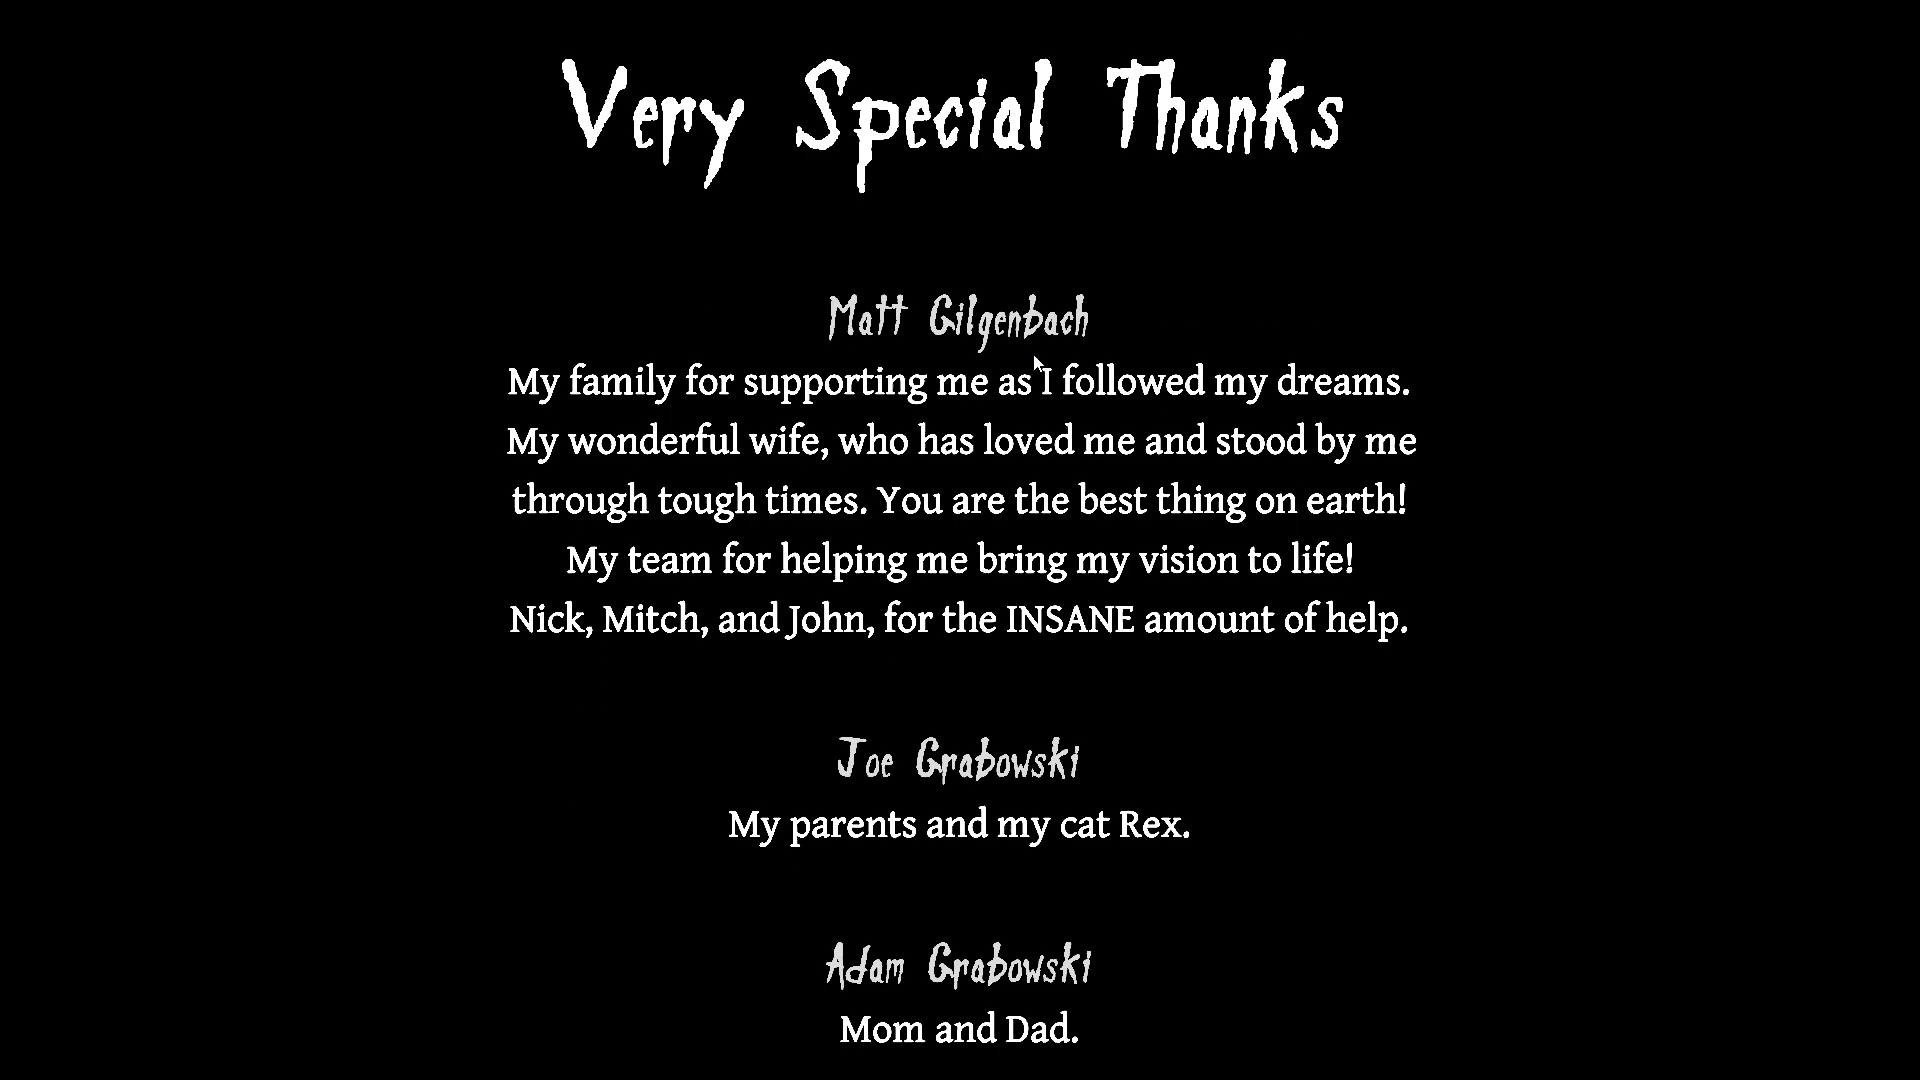 Very Special Thanks
Matt Gilgenbach
My family for supporting me as I followed my dreams.
My wonderful wife, who has loved me and stood by me
through tough times. You are the best thing on earth!
My team for helping me bring my vision to life!
Nick, Mitch, and John, for the INSANE amount of help.
Joe Grabowski
My parents and my cat Rex.
Adam Grabowski
Mom and Dad.